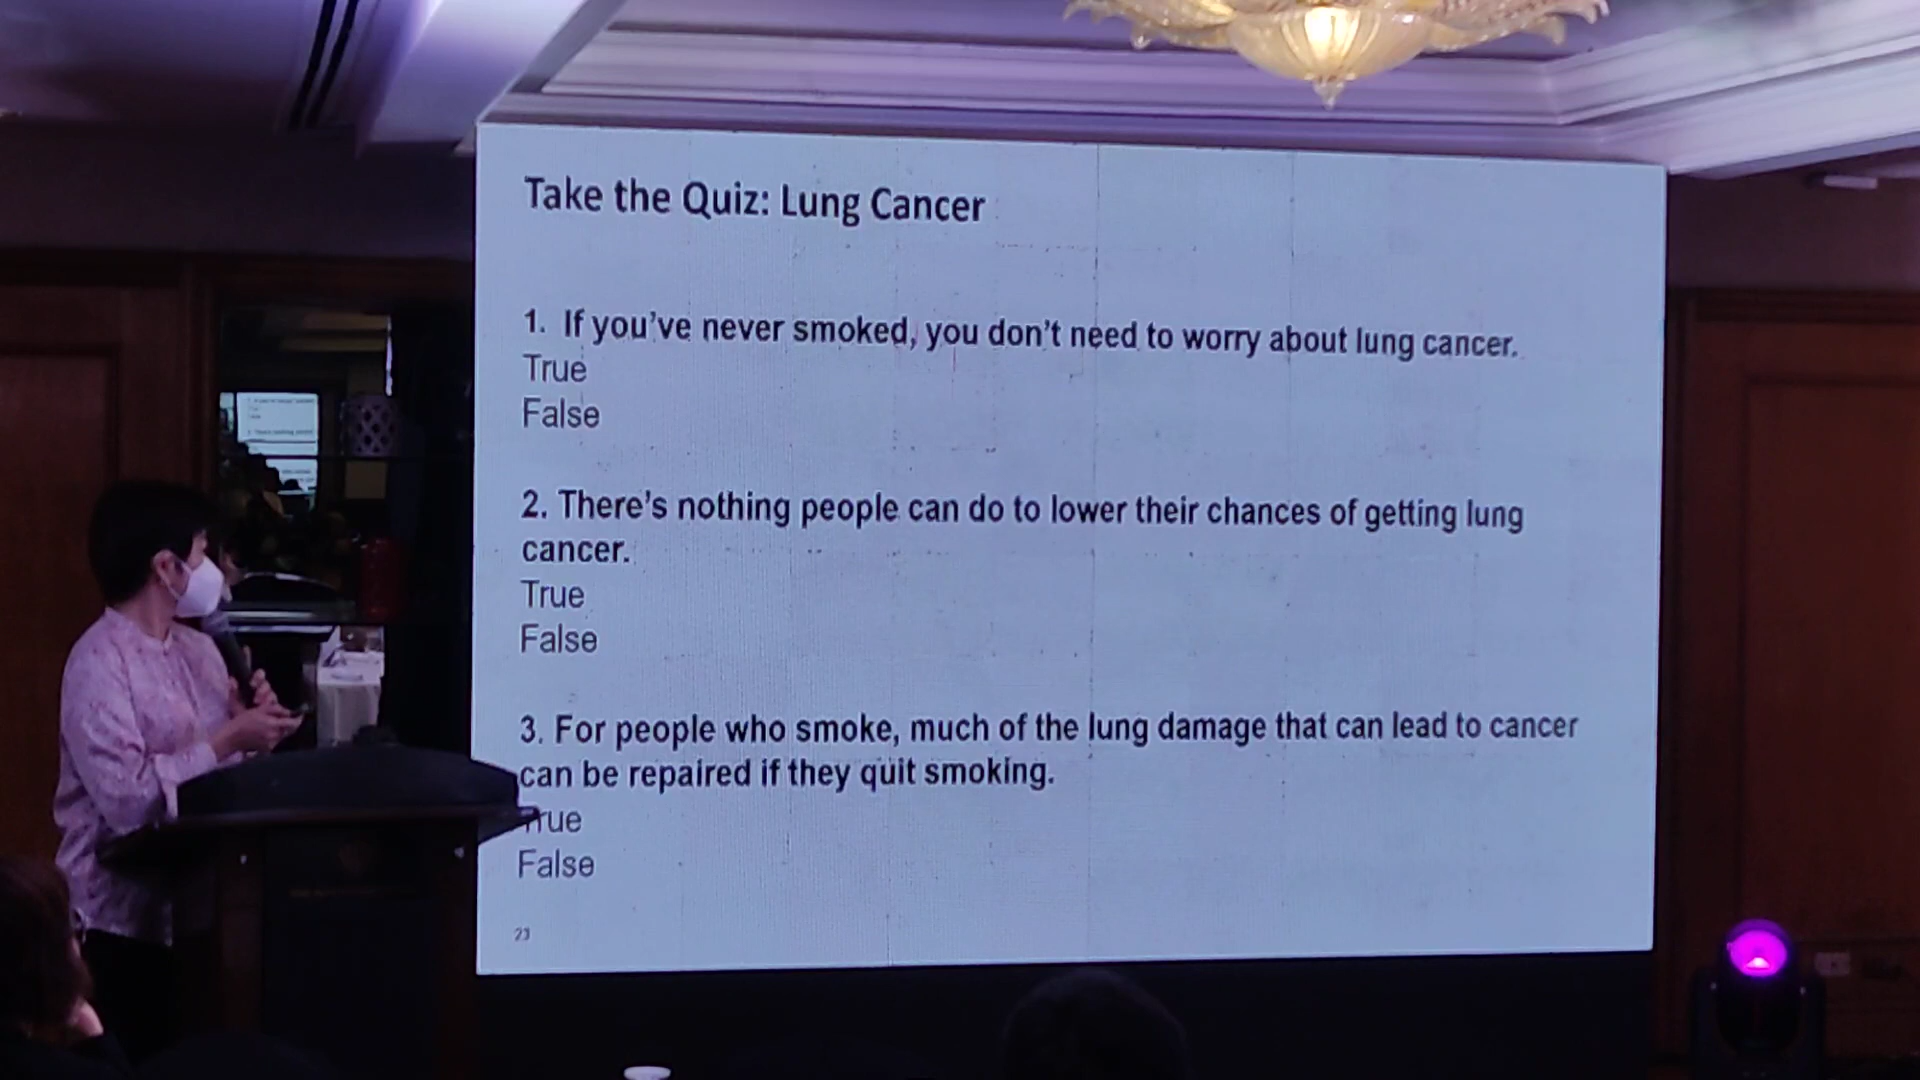 Take the Quiz: Lung Cancer
1. If you've never smoked, you don't need to worry about lung cancer.
True
False
2. There's nothing people can do to lower their chances of getting lung
cancer.
True
False
3. For people who smoke, much of the lung damage that can lead to cancer
can be repaired if they quit smoking.
True
False
23